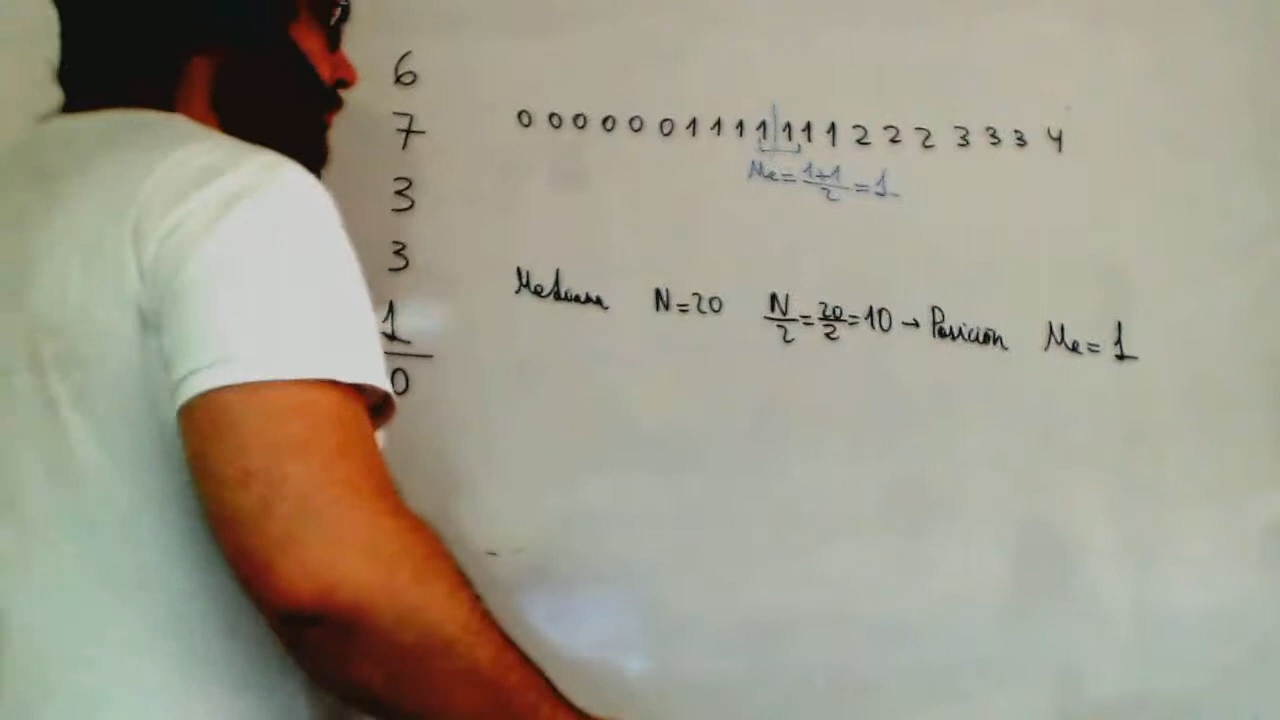 6
7
3
3
1
0
0 0 0 0 0 0 1 1 1 1 1 1 1 2 2 2 3 3 3 4
Me = 1+1/2 = 1
Mediana N=20 N/2 = 20/2 = 10 → Posicion Me = 1